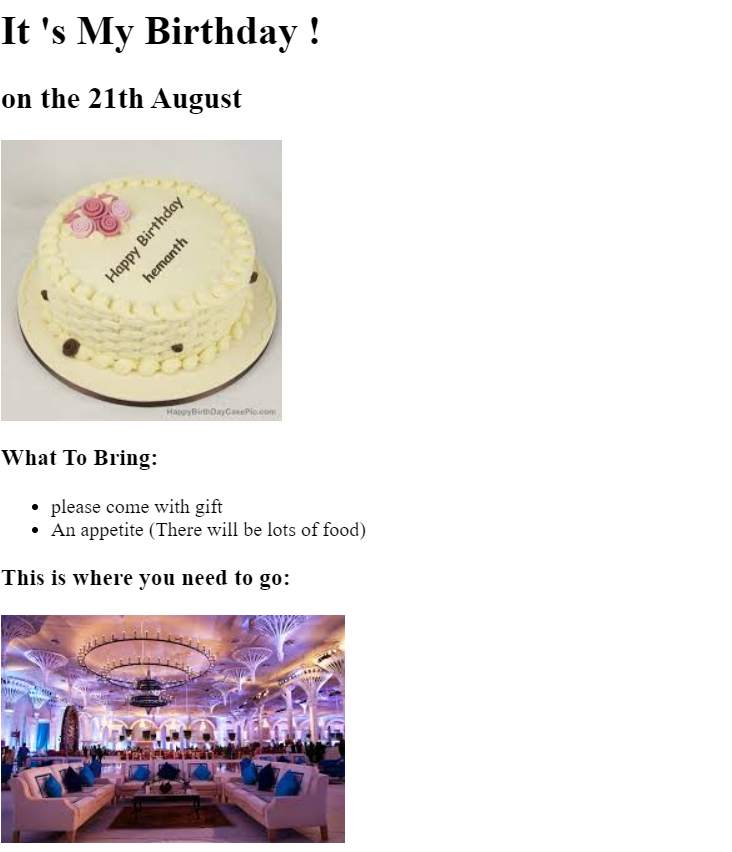 It 's My Birthday !
on the 21th August
Happy Birthday
hemanth
HappyBirthDayCakePic.com
What To Bring:
please come with gift
An appetite (There will be lots of food)
This is where you need to go: